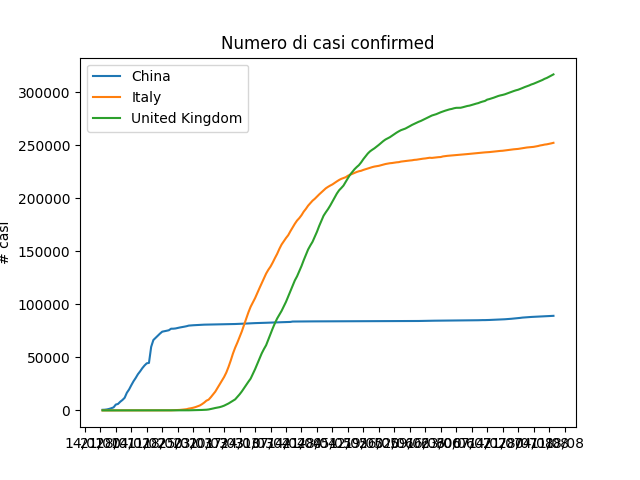 Numero di casi confirmed
China
Italy
United Kingdom
300000
250000
200000
150000
100000
50000
0
# casi